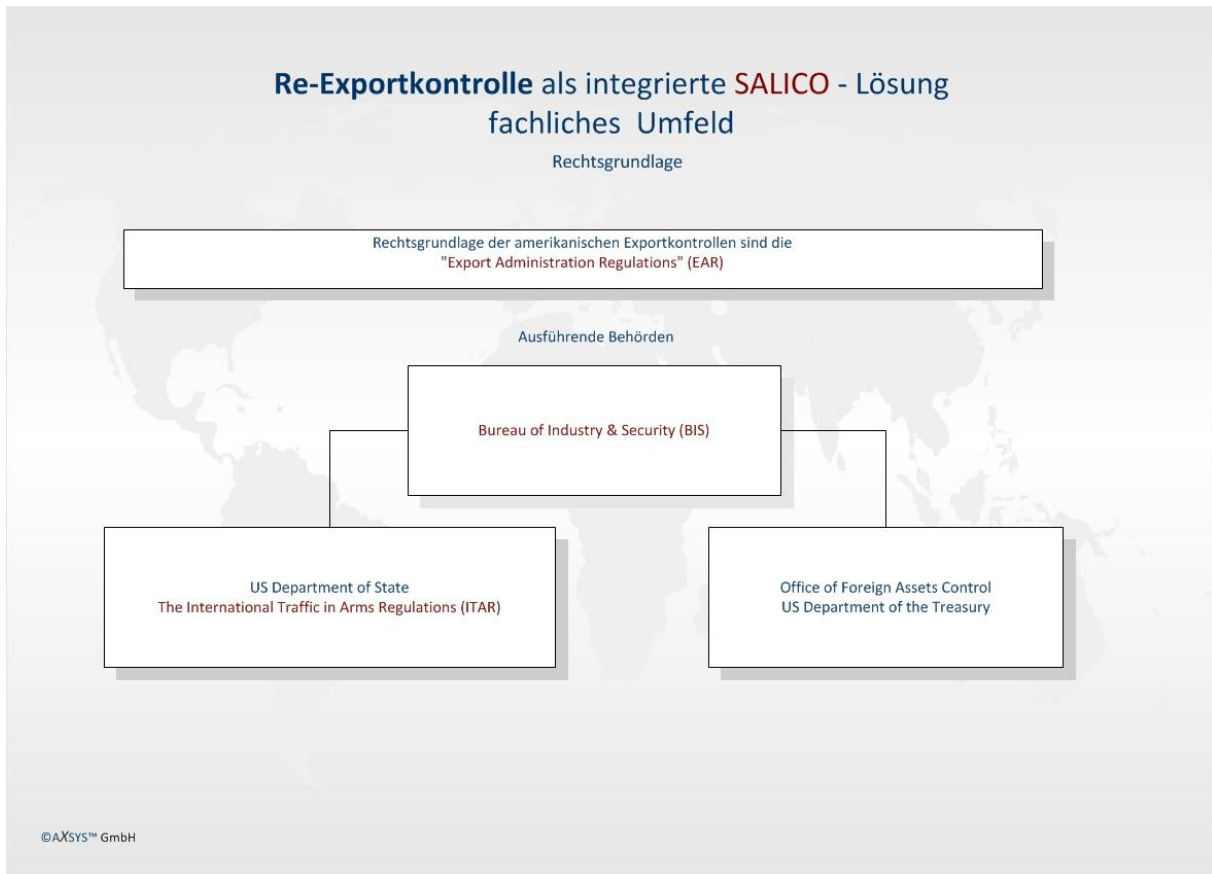 Re-Exportkontrolle als integrierte SALICO - Lösung
fachliches Umfeld
Rechtsgrundlage
Rechtsgrundlage der amerikanischen Exportkontrollen sind die
"Export Administration Regulations" (EAR)
Ausführende Behörden
Bureau of Industry & Security (BIS)
US Department of State
The International Traffic in Arms Regulations (ITAR)
Office of Foreign Assets Control
US Department of the Treasury
©AXSYS™ GmbH